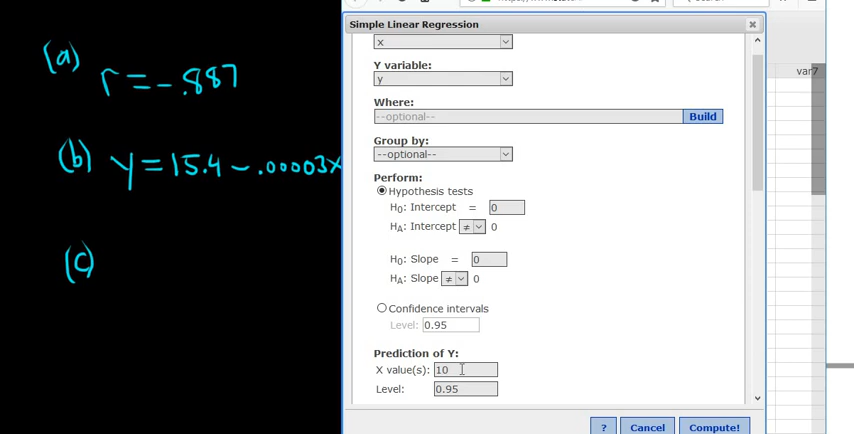 (a)
r = -.887
(b) y = 15.4 - .00003x
(c)
Simple Linear Regression
x
Y variable:
y
Where:
--optional--
Build
Group by:
--optional--
Perform:
Hypothesis tests
H0: Intercept = 0
HA: Intercept ≠ 0
H0: Slope = 0
HA: Slope ≠ 0
Confidence intervals
Level: 0.95
Prediction of Y:
X value(s): 10
Level: 0.95
? Cancel Compute!
var7